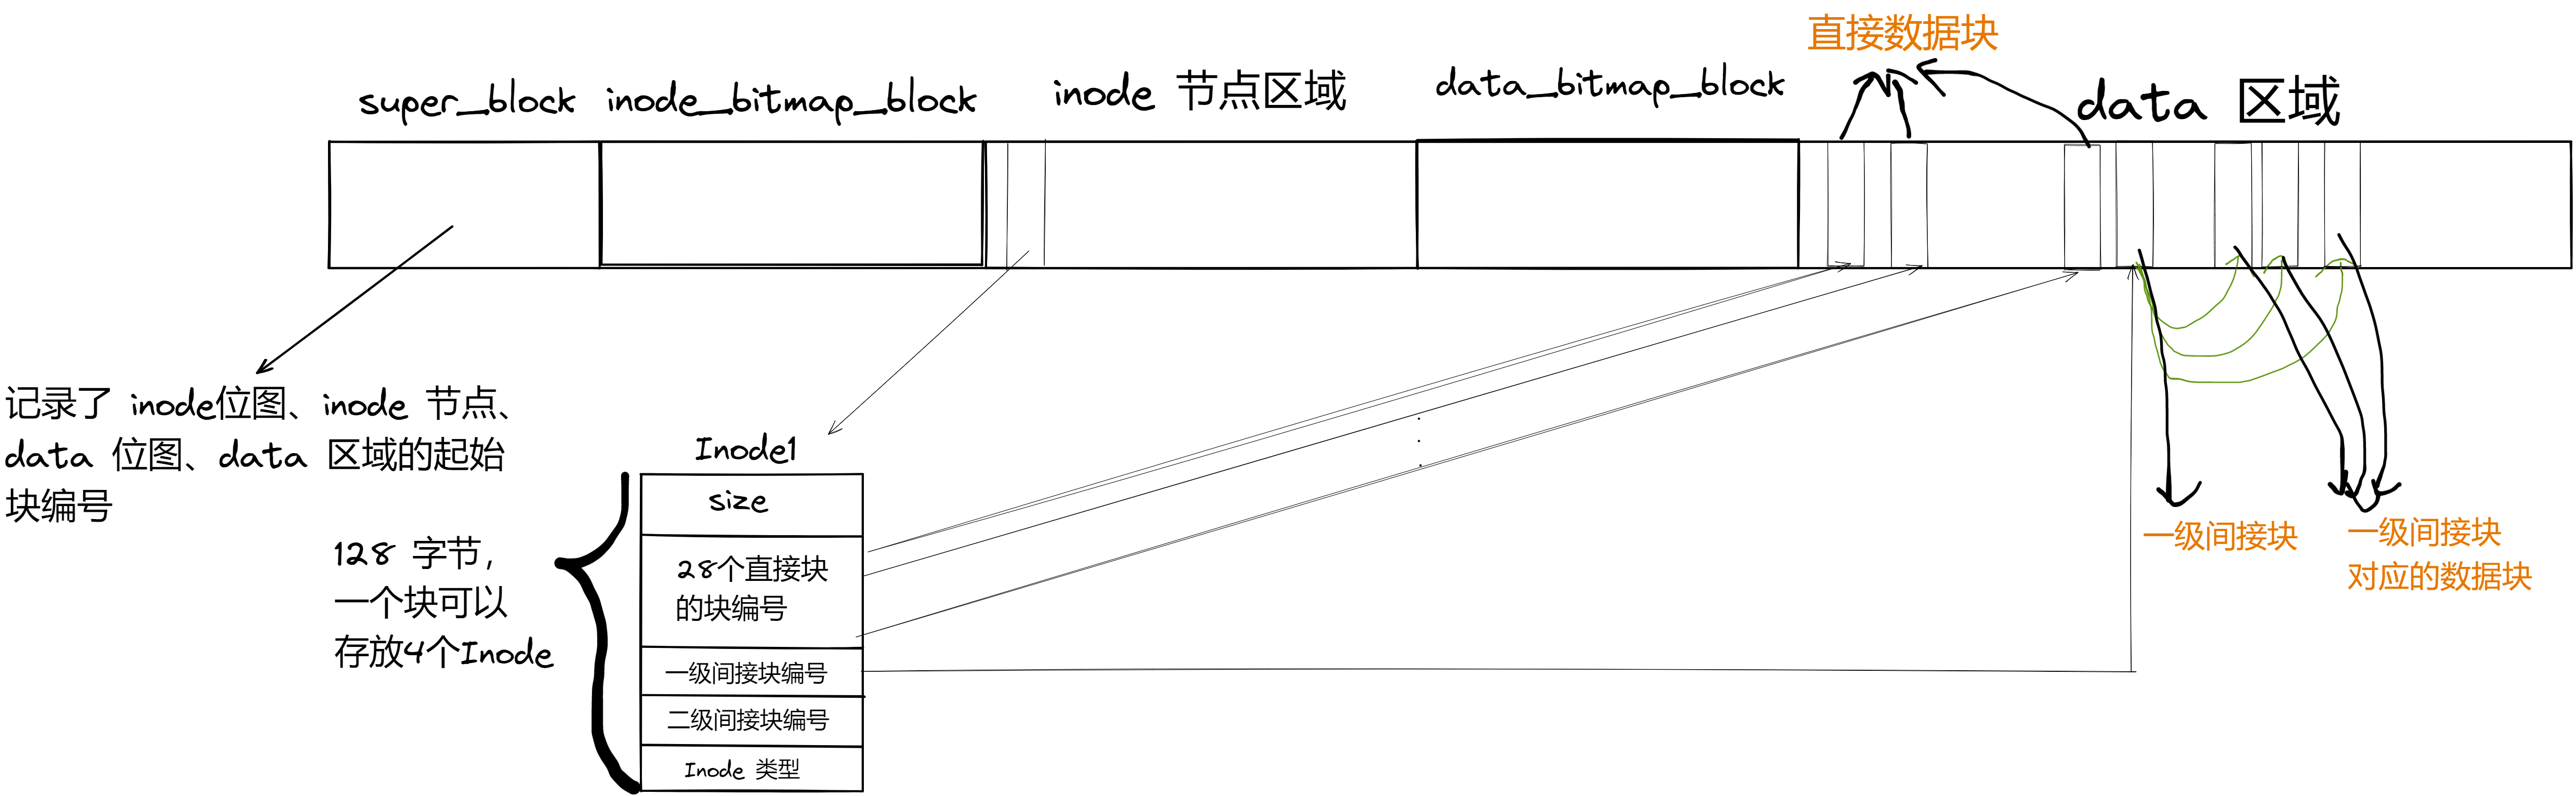 直接数据块
super_block
inode_bitmap_block
inode 节点区域
data_bitmap_block
data 区域
记录了 inode位图、inode 节点、
data 位图、data 区域的起始
块编号
128 字节，
一个块可以
存放4个Inode
Inode1
size
28个直接块
的块编号
一级间接块编号
二级间接块编号
Inode 类型
一级间接块
一级间接块
对应的数据块